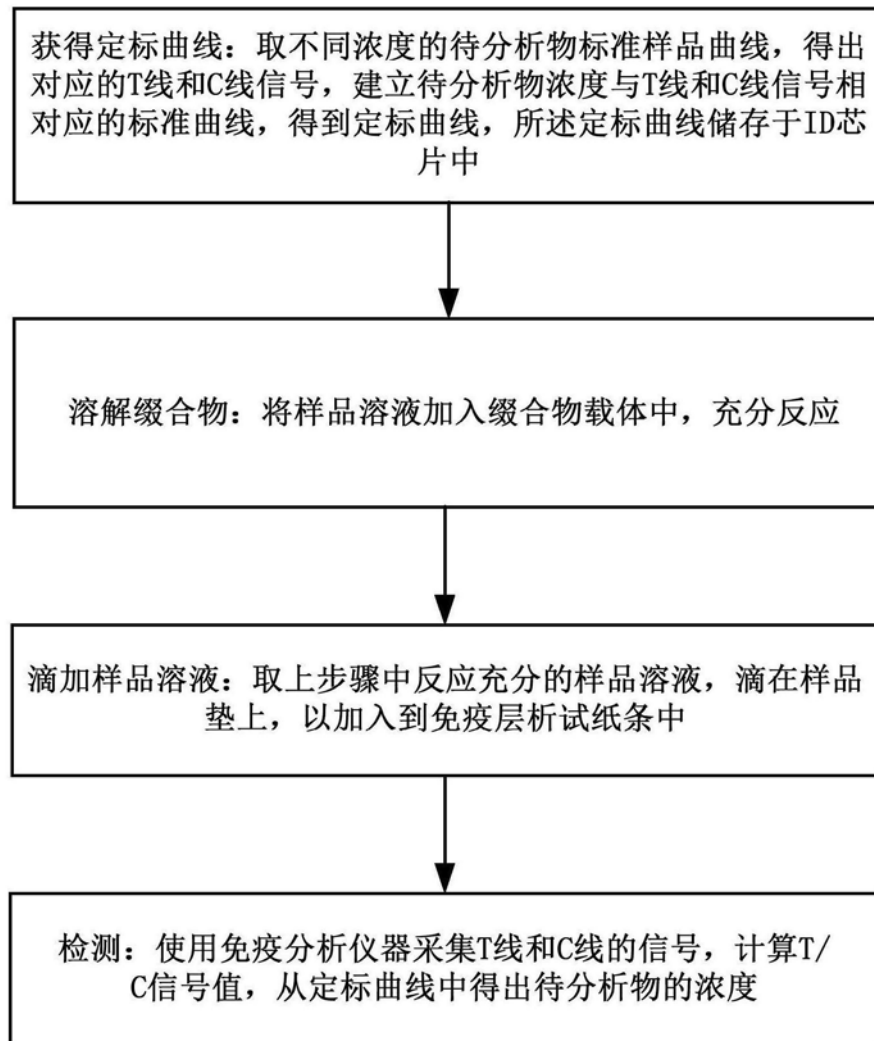 获得定标曲线：取不同浓度的待分析物标准样品曲线，得出
对应的T线和C线信号，建立待分析物浓度与T线和C线信号相
对应的标准曲线，得到定标曲线，所述定标曲线储存于ID芯
片中
溶解缀合物：将样品溶液加入缀合物载体中，充分反应
滴加样品溶液：取上步骤中反应充分的样品溶液，滴在样品
垫上，以加入到免疫层析试纸条中
检测：使用免疫分析仪器采集T线和C线的信号，计算T/
C信号值，从定标曲线中得出待分析物的浓度